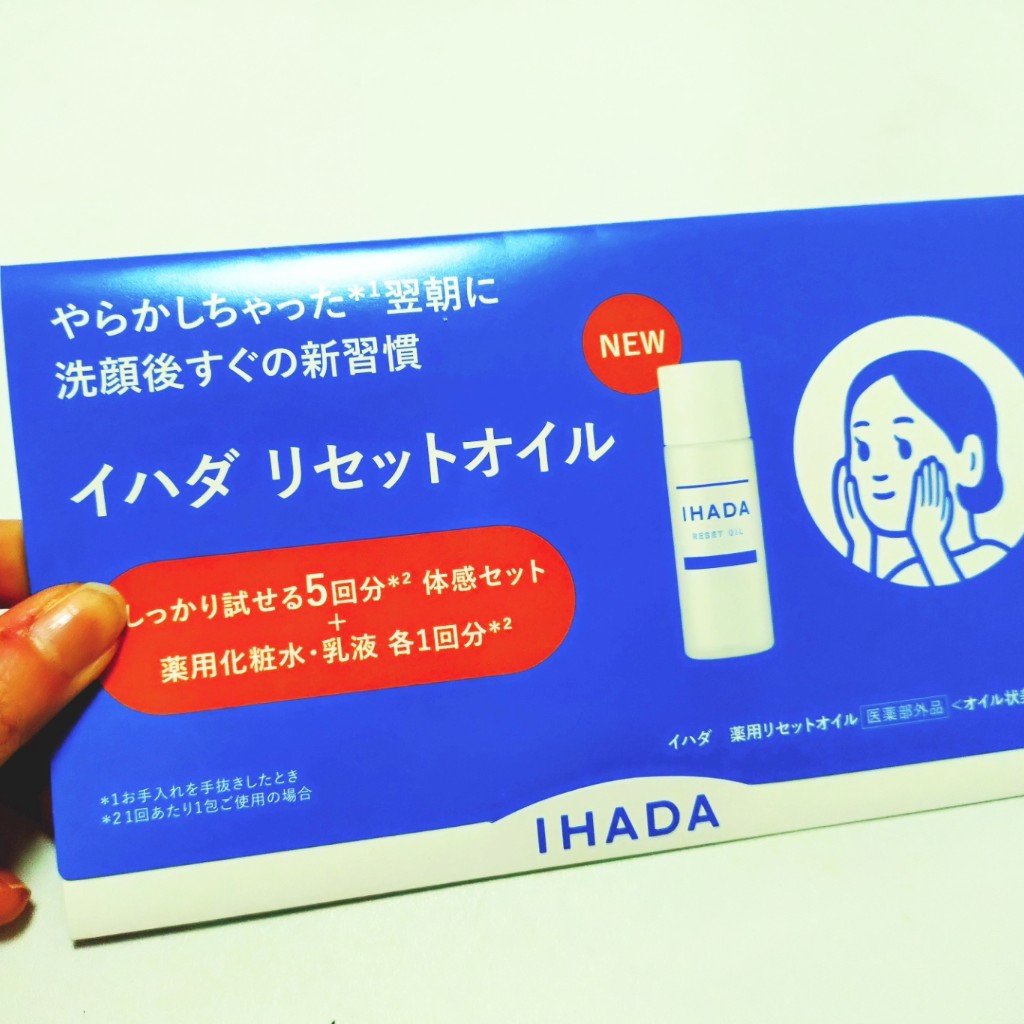 やらかしちゃった*1翌朝に
洗顔後すぐの新習慣
イハダ リセットオイル
NEW
IHADA
RESET OIL
しっかり試せる5回分*2 体感セット
+
薬用化粧水・乳液 各1回分*2
イハダ 薬用リセットオイル 医薬部外品 <オイル状
*1お手入れを手抜きしたとき
*2 1回あたり1包ご使用の場合
IHADA